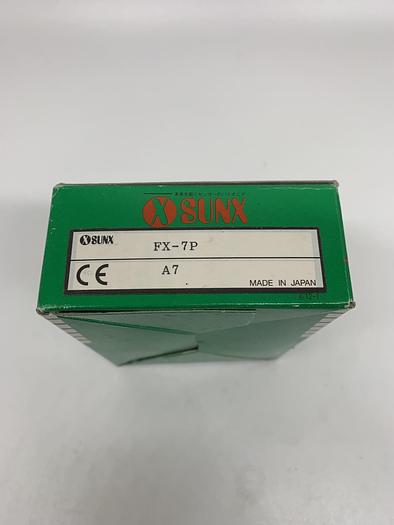 SUNX
SUNX
FX-7P
CE
A7
MADE IN JAPAN